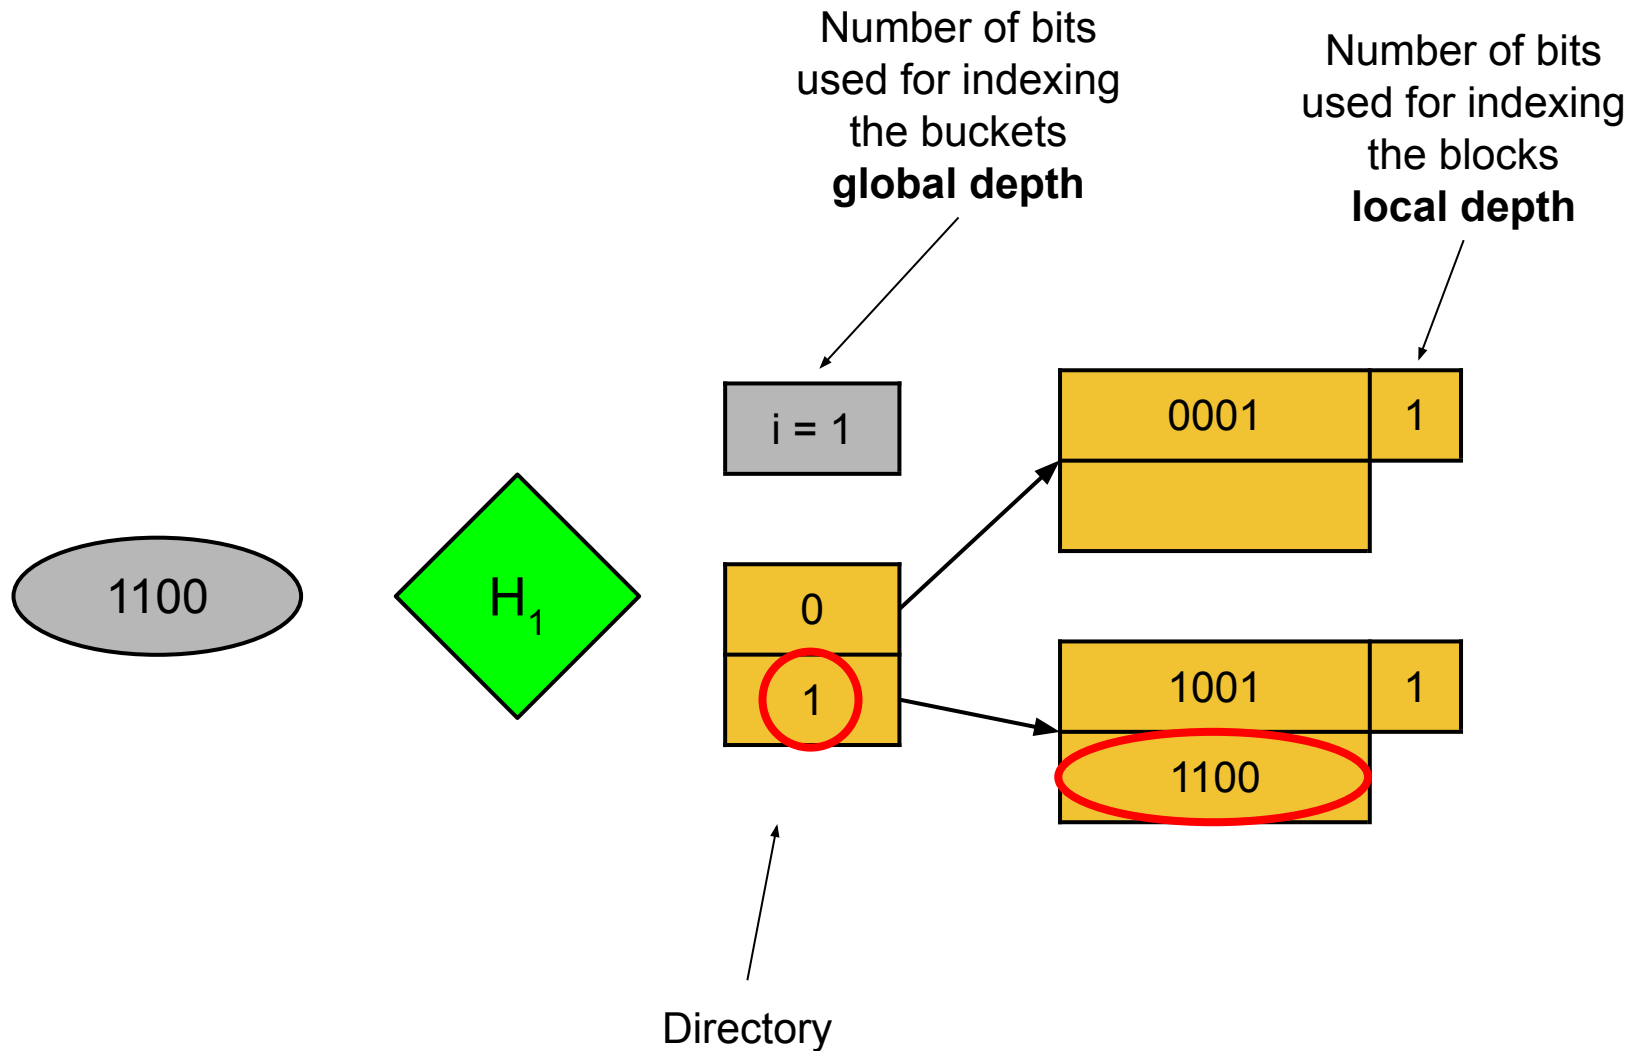 Number of bits
used for indexing
the buckets
global depth
Number of bits
used for indexing
the blocks
local depth
i = 1
0001
1
1100
H1
0
1
1001
1
1100
Directory